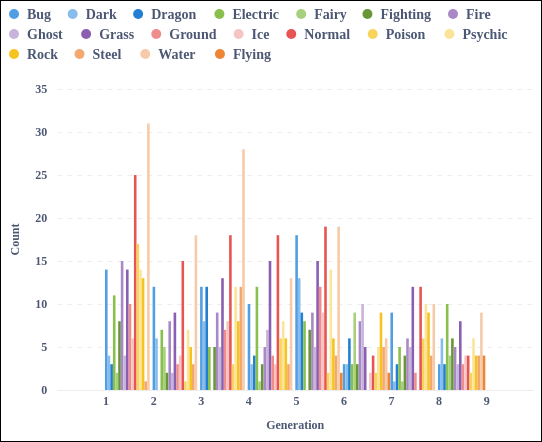 Bug Dark Dragon Electric Fairy Fighting Fire
Ghost Grass Ground Ice Normal Poison Psychic
Rock Steel Water Flying
35
30
25
20
15
10
5
0
Count
1 2 3 4 5 6 7 8 9
Generation